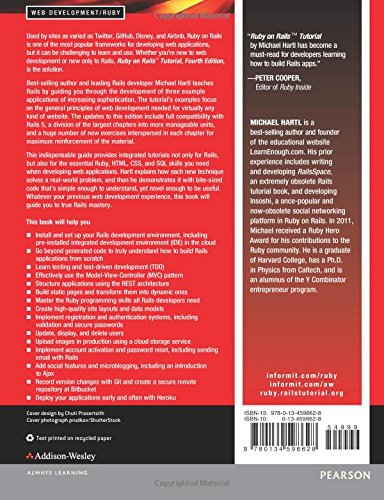 Copyrighted Material
WEB DEVELOPMENT/RUBY
Used by sites as varied as Twitter, GitHub, Disney, and Airbnb, Ruby on Rails
is one of the most popular frameworks for developing web applications, but it
can be challenging to learn and use. Whether you're new to web development
or new only to Rails, Ruby on Rails™ Tutorial, Fourth Edition,
is the solution.
Best-selling author and leading Rails developer Michael Hartl teaches
Rails by guiding you through the development of three example
applications of increasing sophistication. The tutorial's examples focus
on the general principles of web development needed for virtually any
kind of website. The updates to this edition include full compatibility with
Rails 5, a division of the largest chapters into more manageable units,
and a huge number of new exercises interspersed in each chapter for
maximum reinforcement of the material.
This indispensable guide provides integrated tutorials not only for Rails,
but also for the essential Ruby, HTML, CSS, and SQL skills you need
when developing web applications. Hartl explains how each new technique
solves a real-world problem, and then he demonstrates it with bite-sized
code that's simple enough to understand, yet novel enough to be useful.
Whatever your previous web development experience, this book will
guide you to true Rails mastery.
This book will help you
• Install and set up your Rails development environment, including
pre-installed integrated development environment (IDE) in the cloud
• Go beyond generated code to truly understand how to build Rails applications
from scratch
• Learn testing and test-driven development (TDD)
• Effectively use the Model-View-Controller (MVC) pattern
• Structure applications using the REST architecture
• Build static pages and transform them into dynamic ones
• Master the Ruby programming skills all Rails developers need
• Create high-quality site layouts and data models
• Implement registration and authentication systems, including
validation and secure passwords
• Update, display, and delete users
• Upload images in production using a cloud storage service
• Implement account activation and password reset, including sending
email with Rails
• Add social features and microblogging, including an introduction
to Ajax
• Record version changes with Git and create a secure remote
repository at Bitbucket
• Deploy your applications early and often with Heroku
Cover design by Chuti Prasertsith
Cover photograph prudkov/ShutterStock
Text printed on recycled paper
Addison-Wesley
ALWAYS LEARNING
"Ruby on Rails™ Tutorial
by Michael Hartl has become a
must-read for developers learning
how to build Rails apps."
—PETER COOPER,
Editor of Ruby Inside
MICHAEL HARTL is a
best-selling author and founder
of the educational website
LearnEnough.com. His prior
experience includes writing
and developing RailsSpace,
an extremely obsolete Rails
tutorial book, and developing
Insoshi, a once-popular and
now-obsolete social networking
platform in Ruby on Rails. In 2011,
Michael received a Ruby Hero
Award for his contributions to the
Ruby community. He is a graduate
of Harvard College, has a Ph.D.
in Physics from Caltech, and is
an alumnus of the Y Combinator
entrepreneur program.
informit.com/ruby
informit.com/aw
railstutorial.org
ISBN-13: 978-0-13-459862-8
ISBN-10: 0-13-459862-8
54999
9 780134 598628
PEARSON
Copyrighted Material